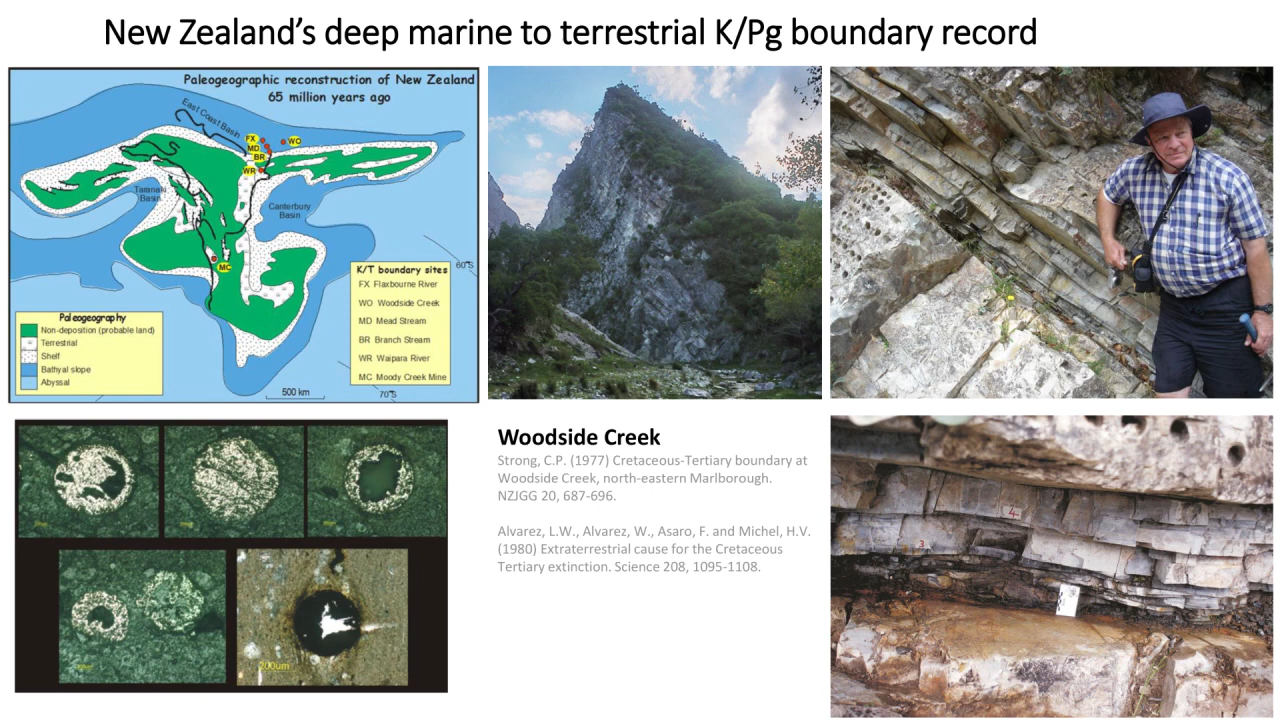 New Zealand’s deep marine to terrestrial K/Pg boundary record
Paleogeographic reconstruction of New Zealand
65 million years ago
East Coast Basin
FX
WO
MD
BR
WR
Taranaki
Basin
Canterbury
Basin
MC
60°S
K/T boundary sites
FX Flaxbourne River
WO Woodside Creek
MD Mead Stream
BR Branch Stream
WR Waipara River
MC Moody Creek Mine
Paleogeography
Non-deposition (probable land)
Terrestrial
Shelf
Bathyal slope
Abyssal
500 km
70°S
200um
Woodside Creek
Strong, C.P. (1977) Cretaceous-Tertiary boundary at
Woodside Creek, north-eastern Marlborough.
NZJGG 20, 687-696.
Alvarez, L.W., Alvarez, W., Asaro, F. and Michel, H.V.
(1980) Extraterrestrial cause for the Cretaceous
Tertiary extinction. Science 208, 1095-1108.
4
3